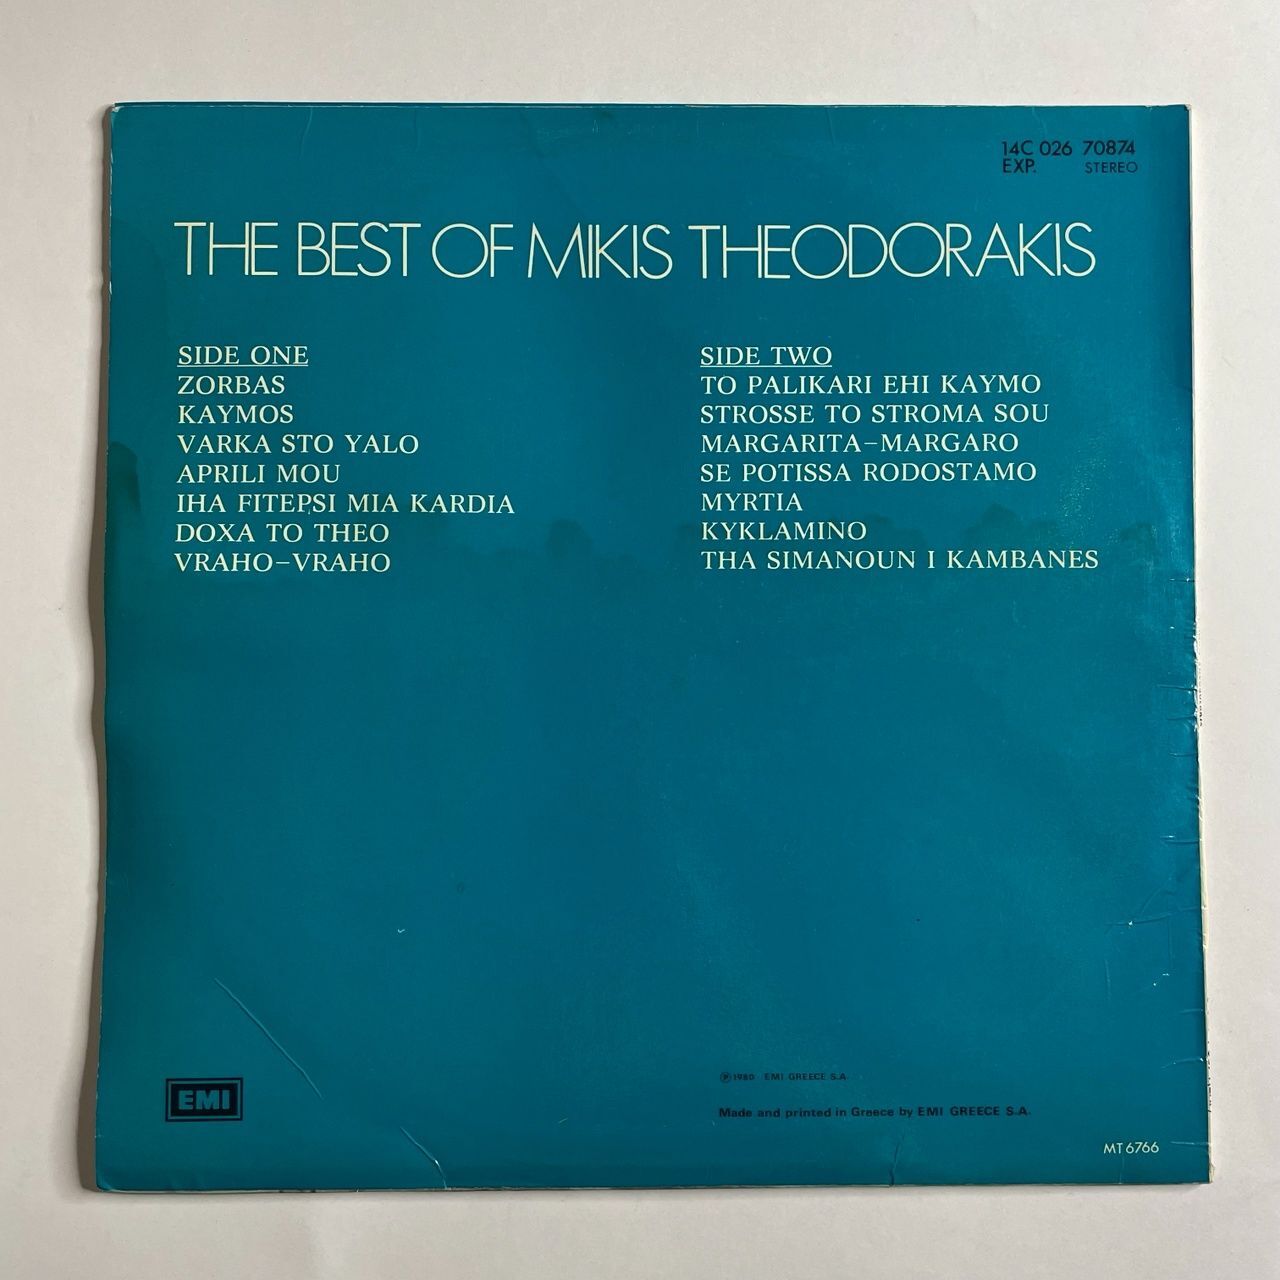 14C 026 70874
EXP. STEREO
THE BEST OF MIKIS THEODORAKIS
SIDE ONE
ZORBAS
KAYMOS
VARKA STO YALO
APRILI MOU
IHA FITEPSI MIA KARDIA
DOXA TO THEO
VRAHO–VRAHO
SIDE TWO
TO PALIKARI EHI KAYMO
STROSSE TO STROMA SOU
MARGARITA–MARGARO
SE POTISSA RODOSTAMO
MYRTIA
KYKLAMINO
THA SIMANOUN I KAMBANES
EMI
℗ 1980 EMI GREECE S.A.
Made and printed in Greece by EMI GREECE S.A.
MT 6766